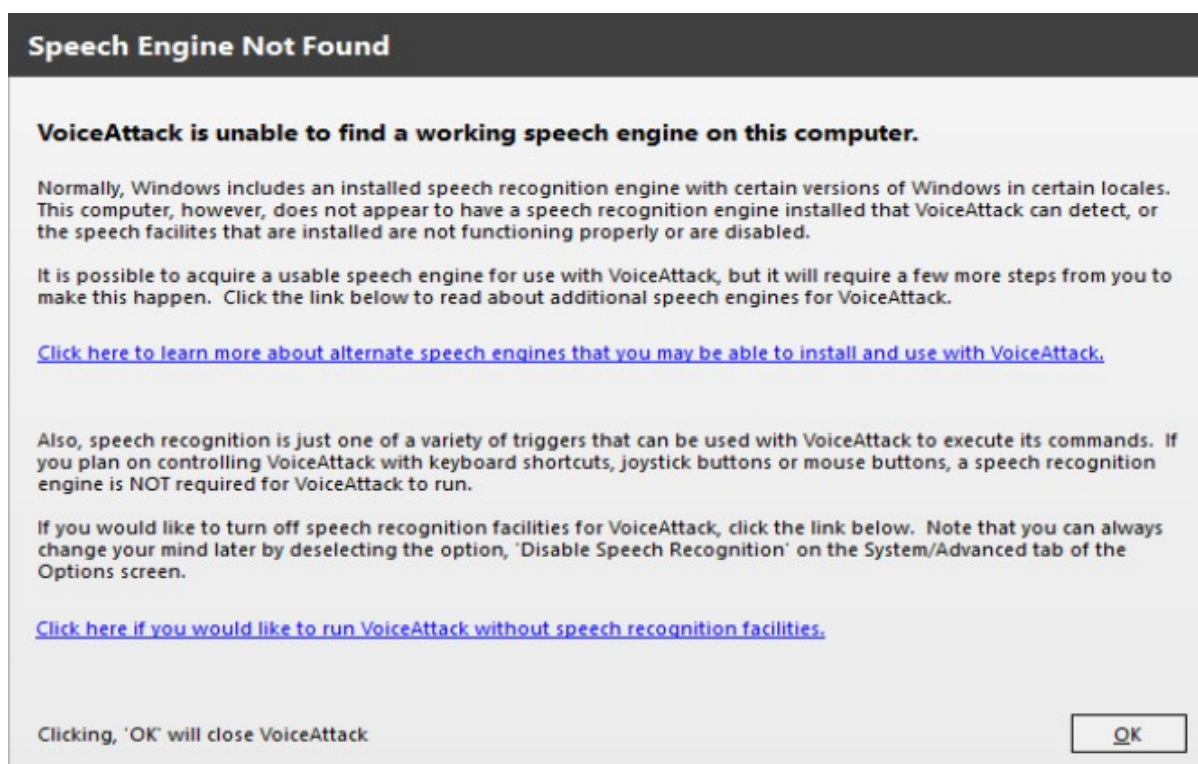 Speech Engine Not Found
VoiceAttack is unable to find a working speech engine on this computer.
Normally, Windows includes an installed speech recognition engine with certain versions of Windows in certain locales.
This computer, however, does not appear to have a speech recognition engine installed that VoiceAttack can detect, or
the speech facilites that are installed are not functioning properly or are disabled.
It is possible to acquire a usable speech engine for use with VoiceAttack, but it will require a few more steps from you to
make this happen.  Click the link below to read about additional speech engines for VoiceAttack.
Click here to learn more about alternate speech engines that you may be able to install and use with VoiceAttack.
Also, speech recognition is just one of a variety of triggers that can be used with VoiceAttack to execute its commands.  If
you plan on controlling VoiceAttack with keyboard shortcuts, joystick buttons or mouse buttons, a speech recognition
engine is NOT required for VoiceAttack to run.
If you would like to turn off speech recognition facilities for VoiceAttack, click the link below.  Note that you can always
change your mind later by deselecting the option, 'Disable Speech Recognition' on the System/Advanced tab of the
Options screen.
Click here if you would like to run VoiceAttack without speech recognition facilities.
Clicking, 'OK' will close VoiceAttack
OK